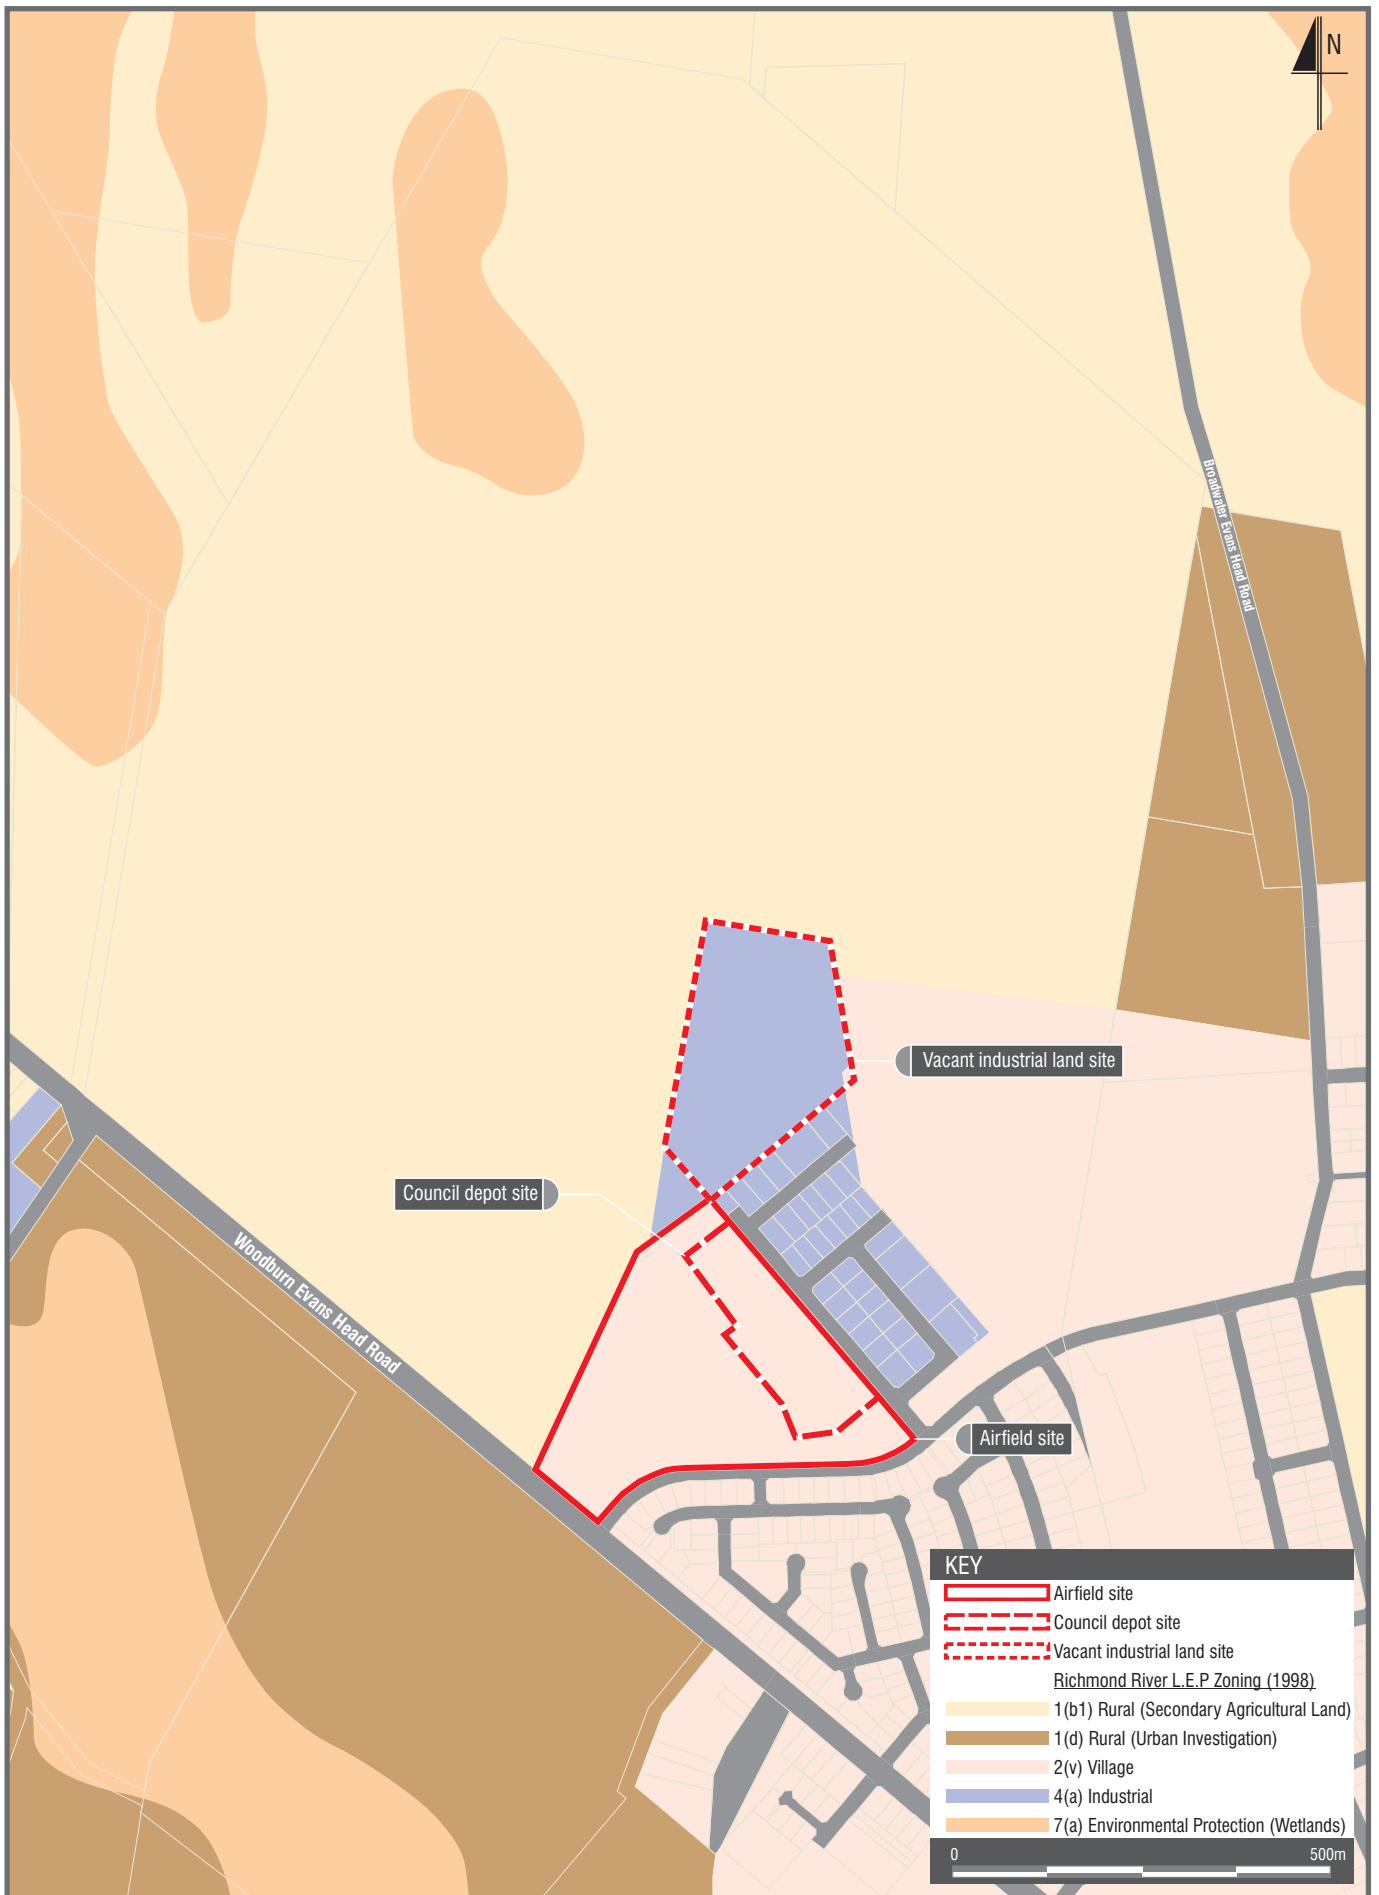 N
Broadwater Evans Head Road
Vacant industrial land site
Council depot site
Woodburn Evans Head Road
Airfield site
KEY
Airfield site
Council depot site
Vacant industrial land site
Richmond River L.E.P Zoning (1998)
1(b1) Rural (Secondary Agricultural Land)
1(d) Rural (Urban Investigation)
2(v) Village
4(a) Industrial
7(a) Environmental Protection (Wetlands)
0 500m